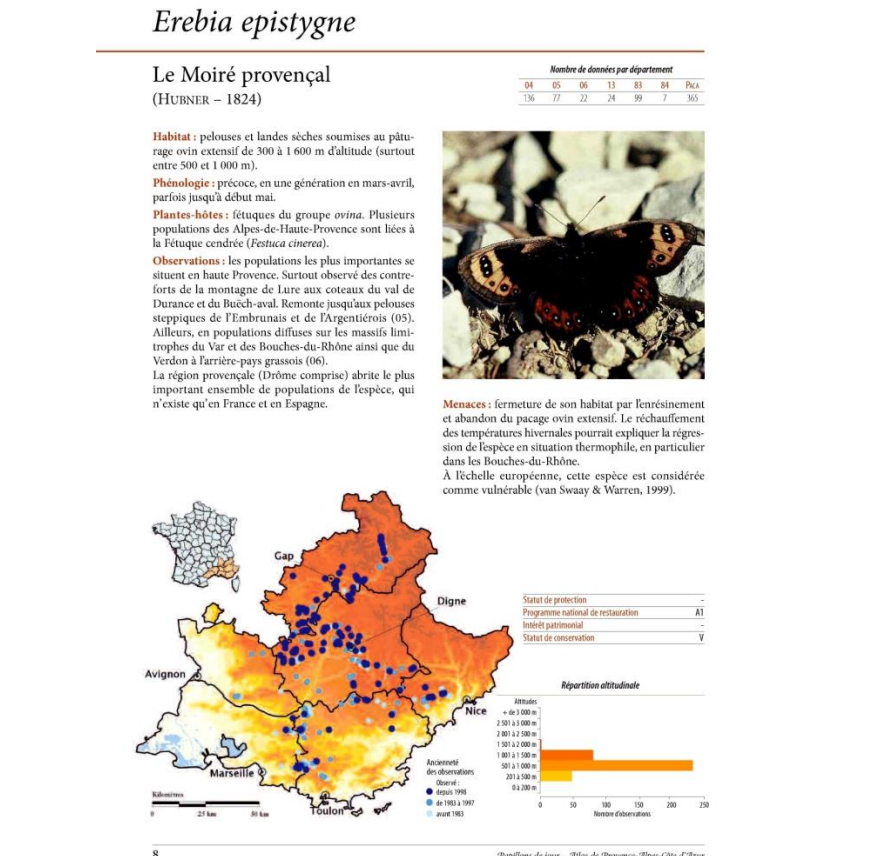 Erebia epistygne
Le Moiré provençal
(HUBNER – 1824)
Nombre de données par département
04 05 06 13 83 84 PACA
136 77 22 24 99 7 365
Habitat : pelouses et landes sèches soumises au pâtu-
rage ovin extensif de 300 à 1 600 m d'altitude (surtout
entre 500 et 1 000 m).
Phénologie : précoce, en une génération en mars-avril,
parfois jusqu'à début mai.
Plantes-hôtes : fétuques du groupe ovina. Plusieurs
populations des Alpes-de-Haute-Provence sont liées à
la Fétuque cendrée (Festuca cinerea).
Observations : les populations les plus importantes se
situent en haute Provence. Surtout observé des contre-
forts de la montagne de Lure aux coteaux du val de
Durance et du Buëch-aval. Remonte jusqu'aux pelouses
steppiques de l'Embrunais et de l'Argentiérois (05).
Ailleurs, en populations diffuses sur les massifs limi-
trophes du Var et des Bouches-du-Rhône ainsi que du
Verdon à l'arrière-pays grassois (06).
La région provençale (Drôme comprise) abrite le plus
important ensemble de populations de l'espèce, qui
n'existe qu'en France et en Espagne.
Menaces : fermeture de son habitat par l'enrésinement
et abandon du pacage ovin extensif. Le réchauffement
des températures hivernales pourrait expliquer la régres-
sion de l'espèce en situation thermophile, en particulier
dans les Bouches-du-Rhône.
À l'échelle européenne, cette espèce est considérée
comme vulnérable (van Swaay & Warren, 1999).
Gap
Digne
Avignon
Nice
Marseille
Toulon
Kilomètres
0 25 km 50 km
Ancienneté
des observations
Observé :
depuis 1998
de 1983 à 1997
avant 1983
Statut de protection -
Programme national de restauration A1
Intérêt patrimonial -
Statut de conservation V
Répartition altitudinale
Altitudes
+ de 3 000 m
2 501 à 3 000 m
2 001 à 2 500 m
1 501 à 2 000 m
1 001 à 1 500 m
501 à 1 000 m
201 à 500 m
0 à 200 m
0 50 100 150 200 250
Nombre d'observations
8
Papillons de jour - Atlas de Provence-Alpes-Côte d'Azur